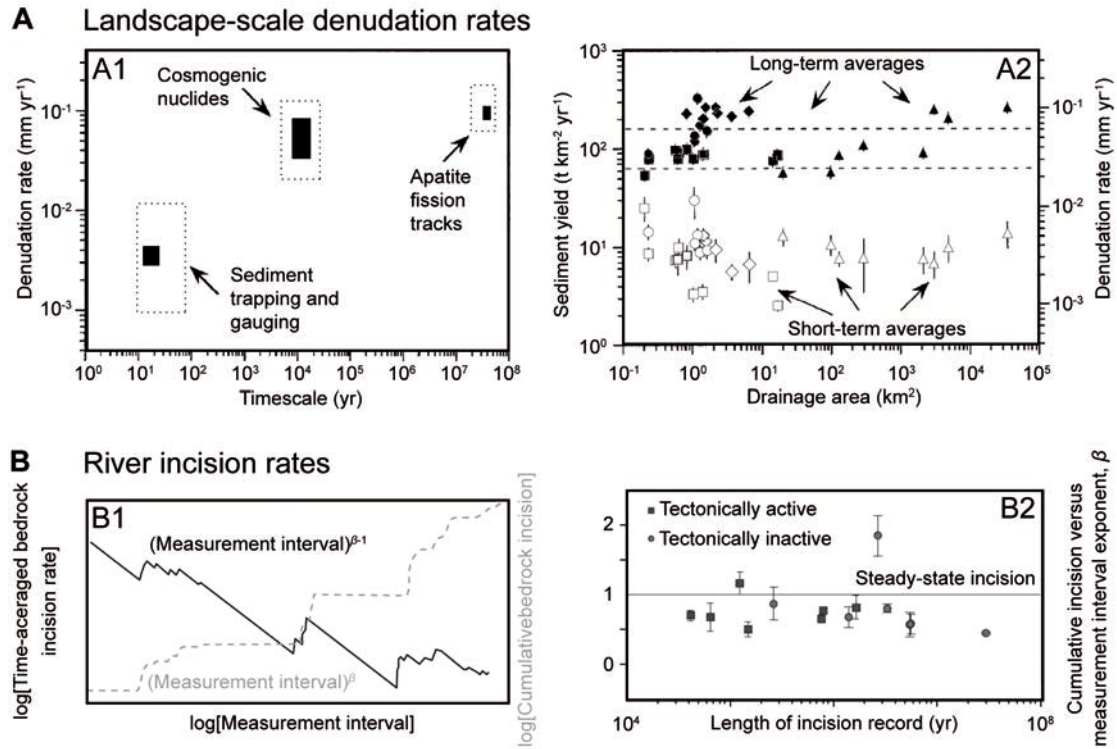 A Landscape-scale denudation rates
A1
Cosmogenic
nuclides
Apatite
fission
tracks
Sediment
trapping and
gauging
Denudation rate (mm yr⁻¹)
10⁻¹
10⁻²
10⁻³
10⁰ 10¹ 10² 10³ 10⁴ 10⁵ 10⁶ 10⁷ 10⁸
Timescale (yr)
A2
Long-term averages
Short-term averages
Sediment yield (t km⁻² yr¹)
10³
10²
10¹
10⁰
Denudation rate (mm yr¹)
10⁻¹
10⁻²
10⁻³
10⁻¹ 10⁰ 10¹ 10² 10³ 10⁴ 10⁵
Drainage area (km²)
B River incision rates
B1
log[Time-aceraged bedrock
incision rate]
(Measurement interval)^β-1
(Measurement interval)^β
log[Cumulativebedrock incision]
log[Measurement interval]
B2
Tectonically active
Tectonically inactive
Steady-state incision
2
1
0
Cumulative incision versus
measurement interval exponent, β
10⁴ Length of incision record (yr) 10⁸